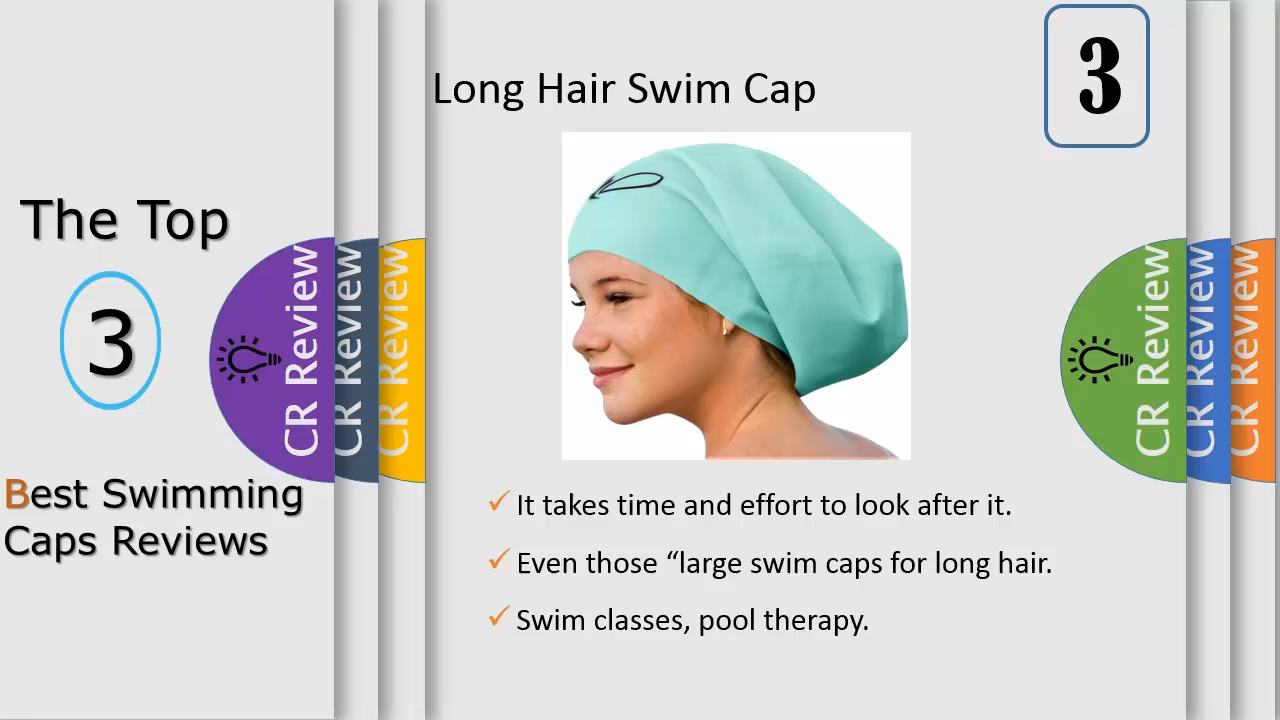 The Top
3
Best Swimming
Caps Reviews
CR Review
CR Review
CR Review
Long Hair Swim Cap
3
It takes time and effort to look after it.
Even those “large swim caps for long hair.
Swim classes, pool therapy.
CR Review
CR Review
CR Review